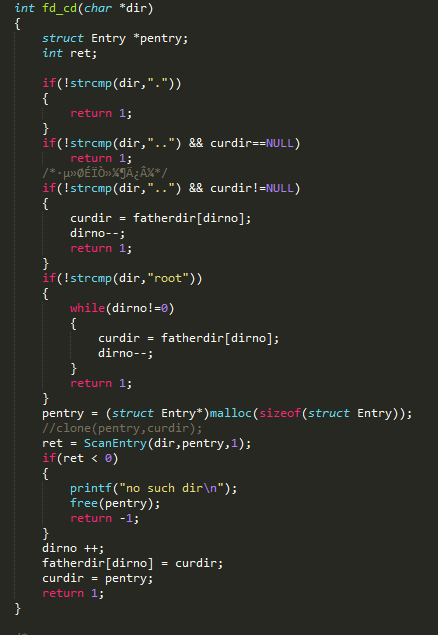 int fd_cd(char *dir)
{
    struct Entry *pentry;
    int ret;

    if(!strcmp(dir,"."))
    {
        return 1;
    }
    if(!strcmp(dir,"..") && curdir==NULL)
        return 1;
    /*·µ»ØÉÏÒ»¼¶Ä¿Â¼*/
    if(!strcmp(dir,"..") && curdir!=NULL)
    {
        curdir = fatherdir[dirno];
        dirno--;
        return 1;
    }
    if(!strcmp(dir,"root"))
    {
        while(dirno!=0)
        {
            curdir = fatherdir[dirno];
            dirno--;
        }
        return 1;
    }
    pentry = (struct Entry*)malloc(sizeof(struct Entry));
    //clone(pentry,curdir);
    ret = ScanEntry(dir,pentry,1);
    if(ret < 0)
    {
        printf("no such dir\n");
        free(pentry);
        return -1;
    }
    dirno ++;
    fatherdir[dirno] = curdir;
    curdir = pentry;
    return 1;
}